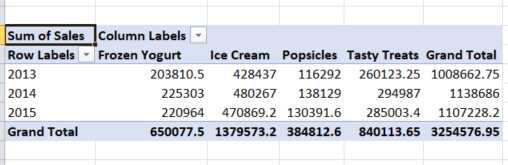 Sum of Sales Column Labels
Row Labels Frozen Yogurt Ice Cream Popsicles Tasty Treats Grand Total
2013 203810.5 428437 116292 260123.25 1008662.75
2014 225303 480267 138129 294987 1138686
2015 220964 470869.2 130391.6 285003.4 1107228.2
Grand Total 650077.5 1379573.2 384812.6 840113.65 3254576.95